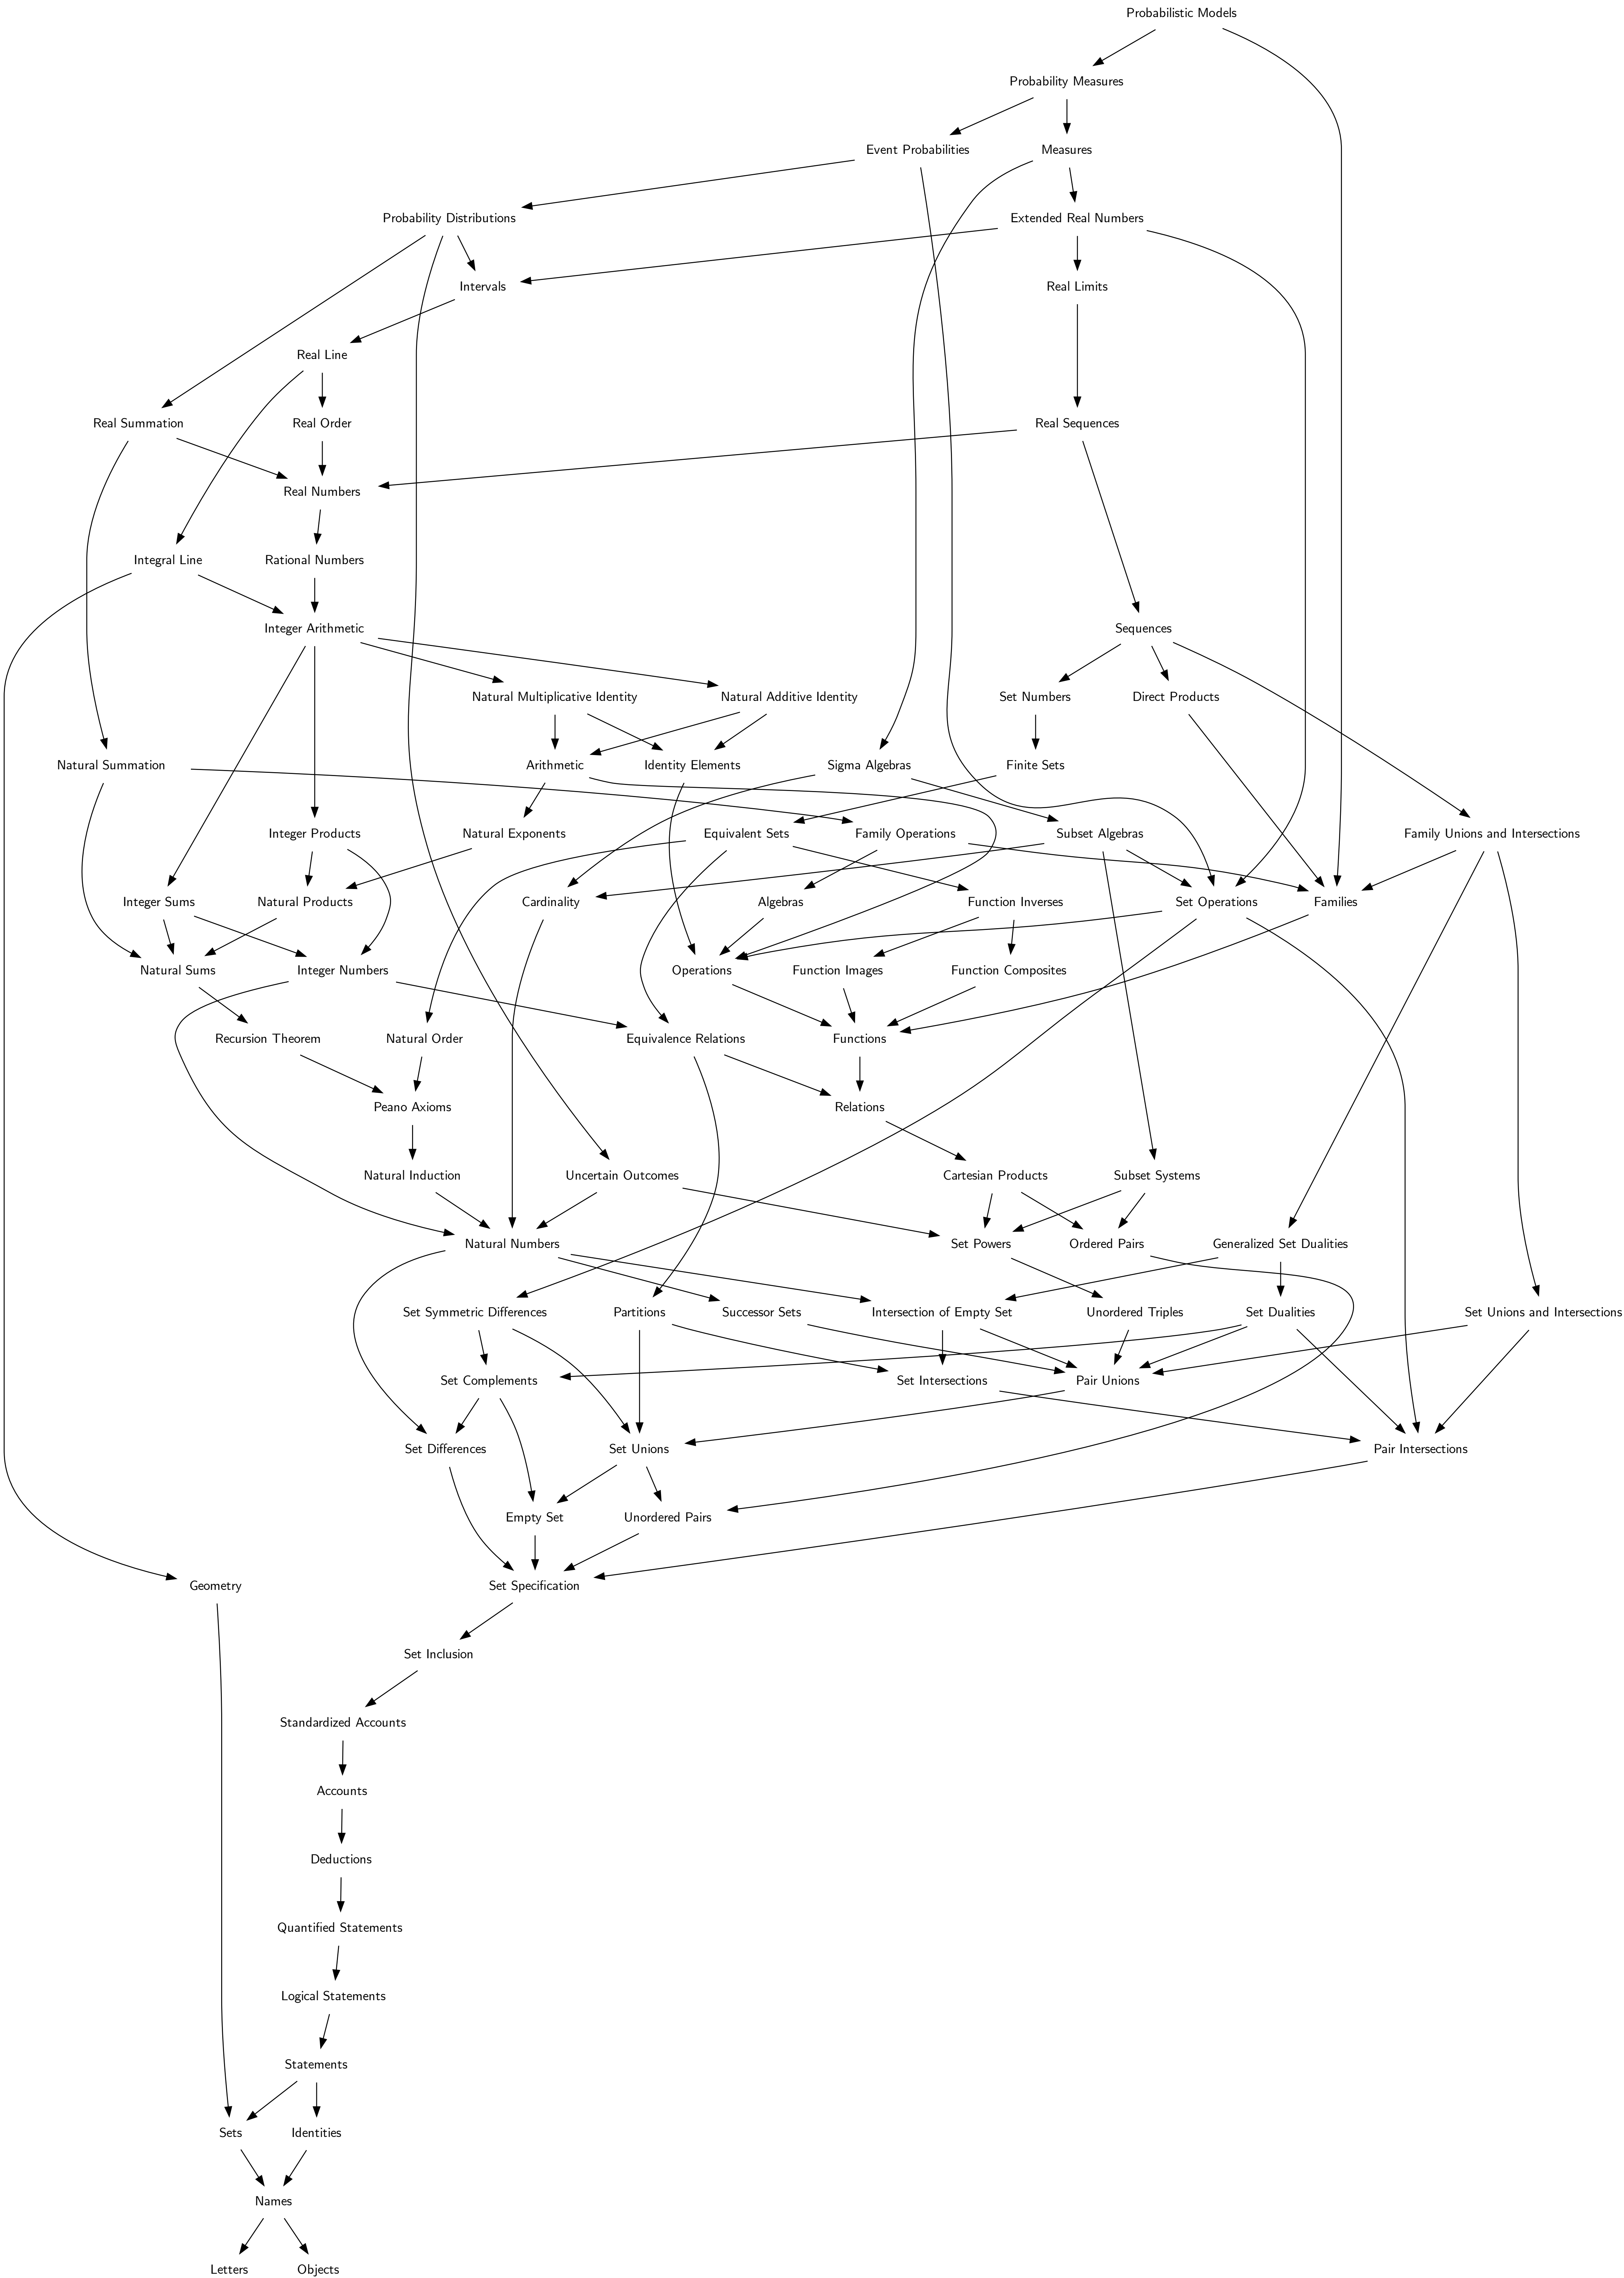 Probabilistic Models
Probability Measures
Event Probabilities
Measures
Probability Distributions
Extended Real Numbers
Intervals
Real Limits
Real Line
Real Summation
Real Order
Real Sequences
Real Numbers
Integral Line
Rational Numbers
Integer Arithmetic
Sequences
Natural Multiplicative Identity
Natural Additive Identity
Set Numbers
Direct Products
Natural Summation
Arithmetic
Identity Elements
Sigma Algebras
Finite Sets
Integer Products
Natural Exponents
Equivalent Sets
Family Operations
Subset Algebras
Family Unions and Intersections
Integer Sums
Natural Products
Cardinality
Algebras
Function Inverses
Set Operations
Families
Natural Sums
Integer Numbers
Operations
Function Images
Function Composites
Recursion Theorem
Natural Order
Equivalence Relations
Functions
Peano Axioms
Relations
Natural Induction
Uncertain Outcomes
Cartesian Products
Subset Systems
Natural Numbers
Set Powers
Ordered Pairs
Generalized Set Dualities
Set Symmetric Differences
Partitions
Successor Sets
Intersection of Empty Set
Unordered Triples
Set Dualities
Set Unions and Intersections
Set Complements
Set Intersections
Pair Unions
Set Differences
Set Unions
Pair Intersections
Empty Set
Unordered Pairs
Geometry
Set Specification
Set Inclusion
Standardized Accounts
Accounts
Deductions
Quantified Statements
Logical Statements
Statements
Sets
Identities
Names
Letters
Objects